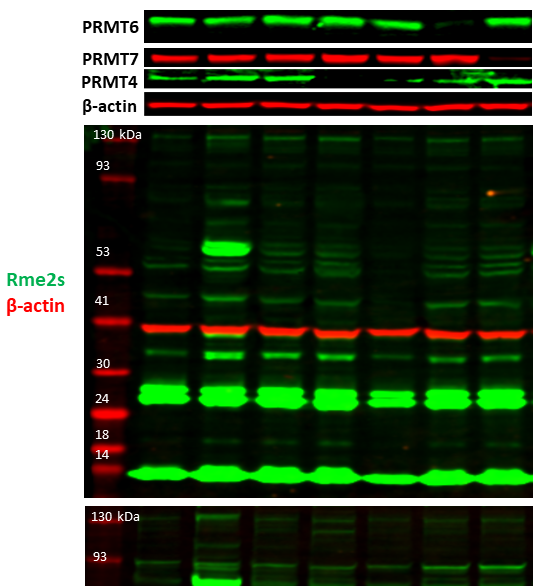 PRMT6
PRMT7
PRMT4
β-actin
130 kDa
93
53
Rme2s
41
β-actin
30
24
18
14
130 kDa
93